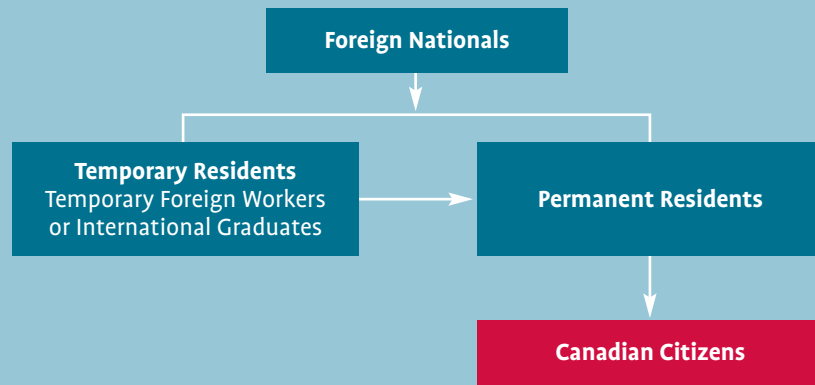 Foreign Nationals
Temporary Residents
Temporary Foreign Workers
or International Graduates
Permanent Residents
Canadian Citizens